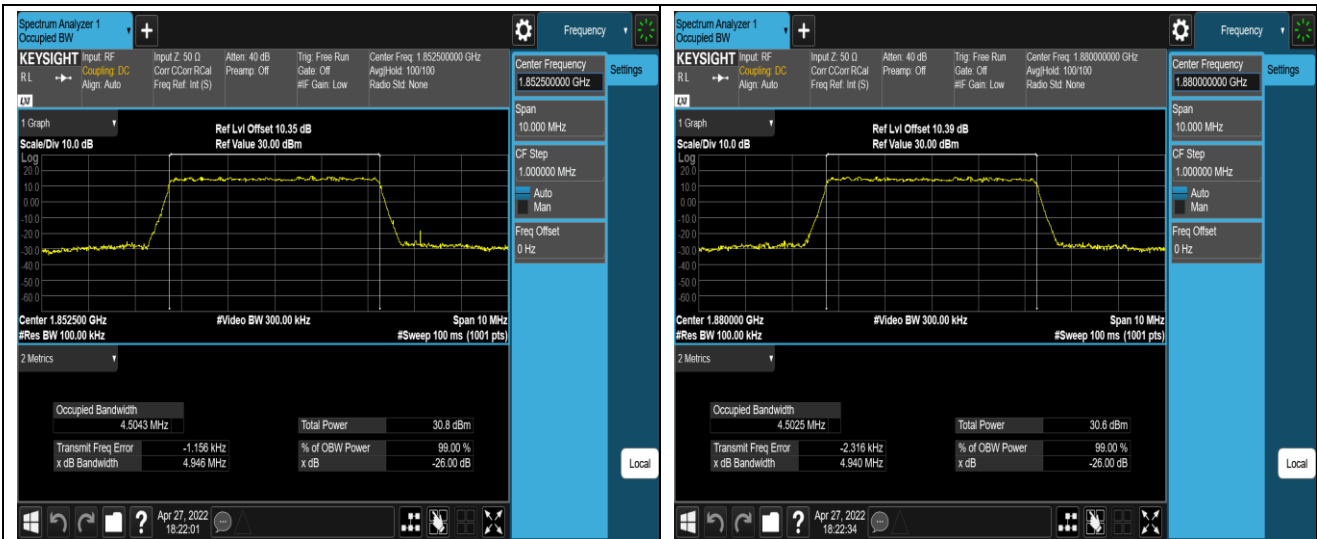 Spectrum Analyzer 1
Occupied BW
Frequency
KEYSIGHT Input: RF Input Z: 50 Ω Atten: 40 dB Trig: Free Run Center Freq: 1.852500000 GHz
R L Coupling: DC Corr CCorr RCal Preamp: Off Gate: Off Avg|Hold: 100/100
Align: Auto Freq Ref: Int (S) #IF Gain: Low Radio Std: None
LXI
Center Frequency
1.852500000 GHz
Settings
Span
10.000 MHz
CF Step
1.000000 MHz
Auto
Man
Freq Offset
0 Hz
Local
1 Graph
Ref Lvl Offset 10.35 dB
Scale/Div 10.0 dB Ref Value 30.00 dBm
Log
20.0
10.0
0.00
-10.0
-20.0
-30.0
-40.0
-50.0
-60.0
Center 1.852500 GHz #Video BW 300.00 kHz Span 10 MHz
#Res BW 100.00 kHz #Sweep 100 ms (1001 pts)
2 Metrics
Occupied Bandwidth
4.5043 MHz Total Power 30.8 dBm
Transmit Freq Error -1.156 kHz % of OBW Power 99.00 %
x dB Bandwidth 4.946 MHz x dB -26.00 dB
? Apr 27, 2022
18:22:01
Spectrum Analyzer 1
Occupied BW
Frequency
KEYSIGHT Input: RF Input Z: 50 Ω Atten: 40 dB Trig: Free Run Center Freq: 1.880000000 GHz
R L Coupling: DC Corr CCorr RCal Preamp: Off Gate: Off Avg|Hold: 100/100
Align: Auto Freq Ref: Int (S) #IF Gain: Low Radio Std: None
LXI
Center Frequency
1.880000000 GHz
Settings
Span
10.000 MHz
CF Step
1.000000 MHz
Auto
Man
Freq Offset
0 Hz
Local
1 Graph
Ref Lvl Offset 10.39 dB
Scale/Div 10.0 dB Ref Value 30.00 dBm
Log
20.0
10.0
0.00
-10.0
-20.0
-30.0
-40.0
-50.0
-60.0
Center 1.880000 GHz #Video BW 300.00 kHz Span 10 MHz
#Res BW 100.00 kHz #Sweep 100 ms (1001 pts)
2 Metrics
Occupied Bandwidth
4.5025 MHz Total Power 30.6 dBm
Transmit Freq Error -2.316 kHz % of OBW Power 99.00 %
x dB Bandwidth 4.940 MHz x dB -26.00 dB
? Apr 27, 2022
18:22:34